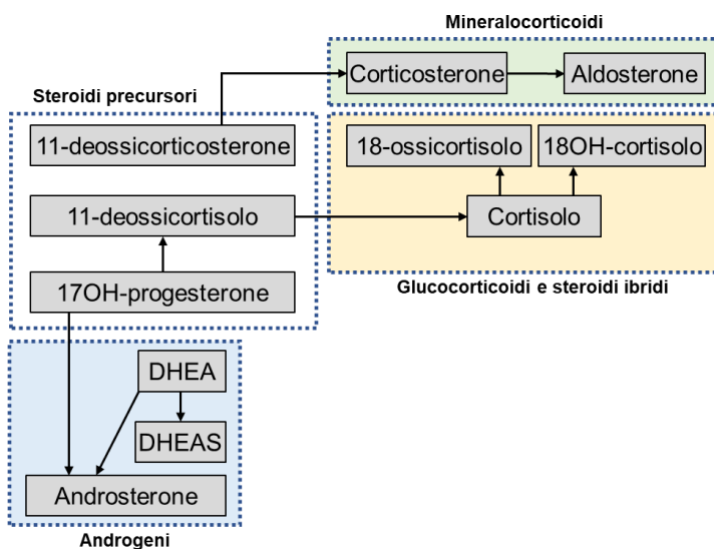 Mineralocorticoidi
Corticosterone
Aldosterone
Steroidi precursori
11-deossicorticosterone
18-ossicortisolo
18OH-cortisolo
11-deossicortisolo
Cortisolo
17OH-progesterone
Glucocorticoidi e steroidi ibridi
DHEA
DHEAS
Androsterone
Androgeni